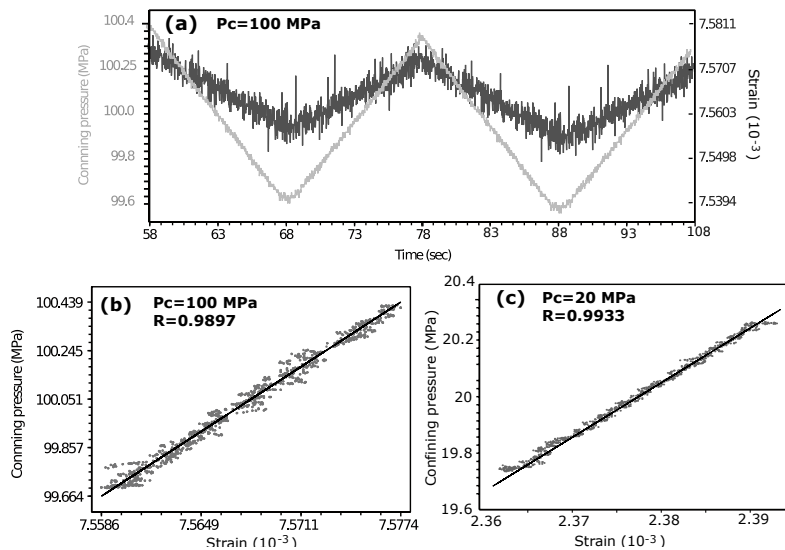 (a) Pc=100 MPa
100.4
100.25
100.0
99.8
99.6
Connning pressure (MPa)
7.5811
7.5707
7.5603
7.5498
7.5394
Strain (10-3)
58 63 68 73 78 83 88 93 98 108
Time (sec)
(b) Pc=100 MPa
R=0.9897
100.439
100.245
100.051
99.857
99.664
Connning pressure (MPa)
7.5586 7.5649 7.5711 7.5774
Strain (10-3)
(c) Pc=20 MPa
R=0.9933
20.4
20.2
20
19.8
19.6
Confining pressure (MPa)
2.36 2.37 2.38 2.39
Strain (10-3)